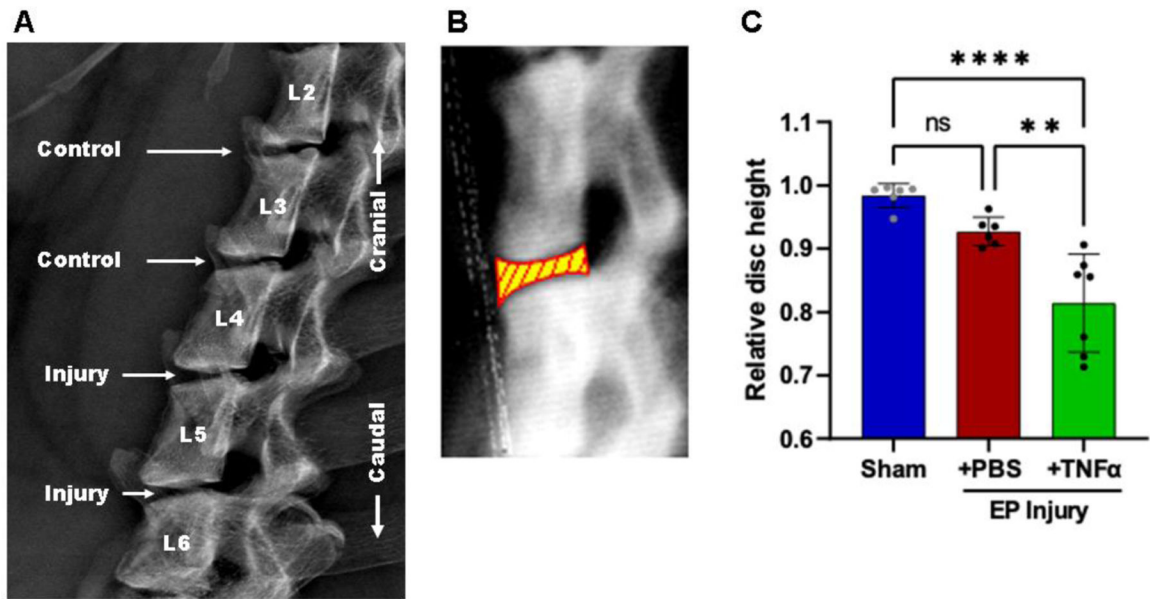 A
L2
Control
L3
Cranial
Control
L4
Injury
L5
Caudal
Injury
L6
B
C
****
ns
**
Relative disc height
1.1
1.0
0.9
0.8
0.7
0.6
Sham
+PBS
+TNFα
EP Injury